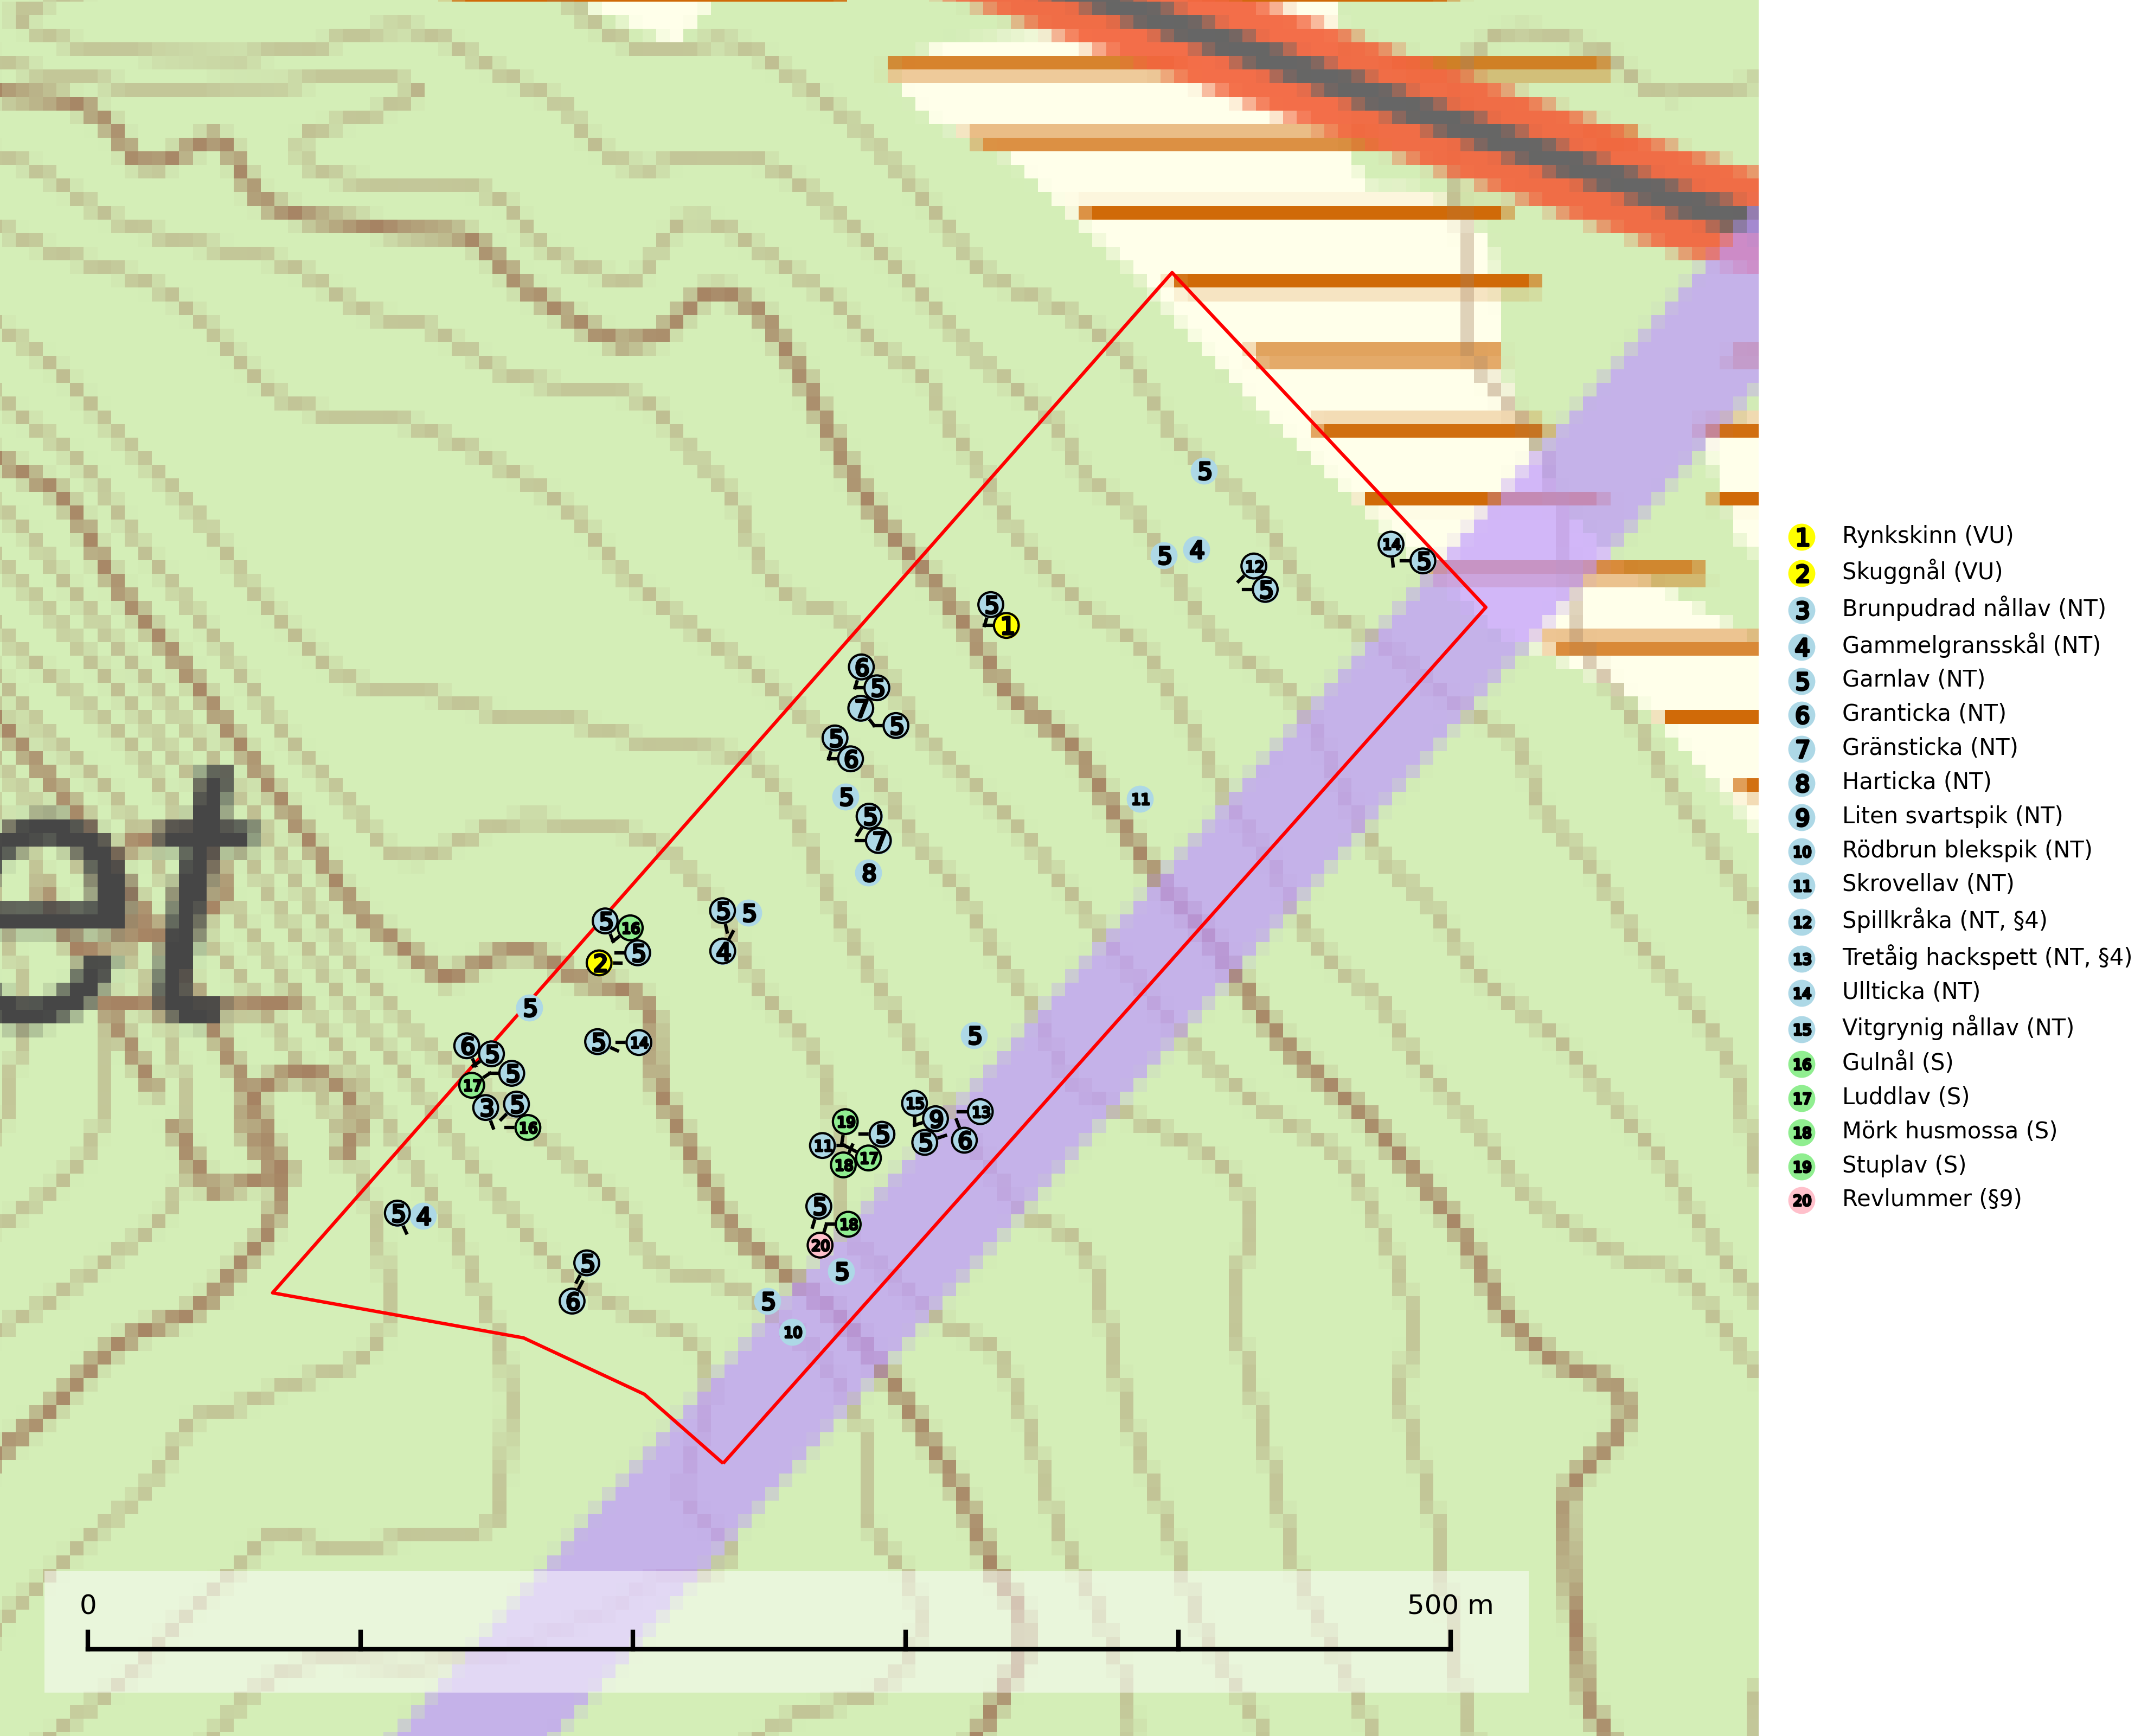 5
5
4
14
5
12
5
5
1
6
5
7
5
5
6
5
11
5
7
8
5
5
4
5
16
2
5
5
5
14
5
6
5
17
5
3
5
16
15
9
13
5
6
19
11
5
18
17
5
18
20
5
4
5
5
6
5
10
et
0
500 m
1 Rynkskinn (VU)
2 Skuggnål (VU)
3 Brunpudrad nållav (NT)
4 Gammelgransskål (NT)
5 Garnlav (NT)
6 Granticka (NT)
7 Gränsticka (NT)
8 Harticka (NT)
9 Liten svartspik (NT)
10 Rödbrun blekspik (NT)
11 Skrovellav (NT)
12 Spillkråka (NT, §4)
13 Tretåig hackspett (NT, §4)
14 Ullticka (NT)
15 Vitgrynig nållav (NT)
16 Gulnål (S)
17 Luddlav (S)
18 Mörk husmossa (S)
19 Stuplav (S)
20 Revlummer (§9)